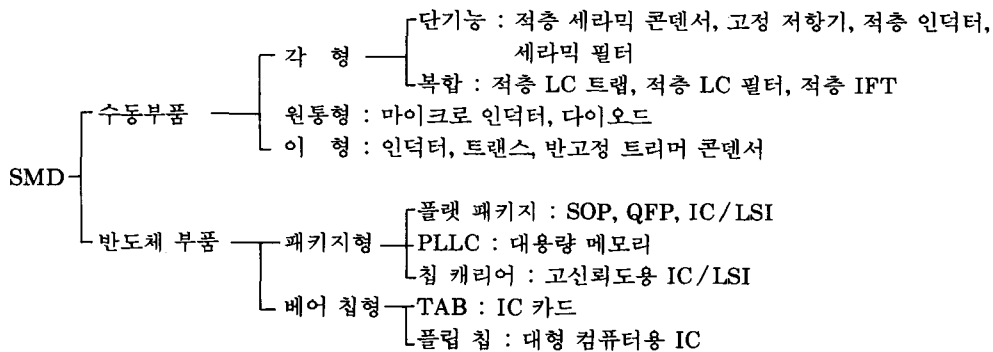 단기능 : 적층 세라믹 콘덴서, 고정 저항기, 적층 인덕터,
각 형
세라믹 필터
복합 : 적층 LC 트랩, 적층 LC 필터, 적층 IFT
수동부품
원통형 : 마이크로 인덕터, 다이오드
이 형 : 인덕터, 트랜스, 반고정 트리머 콘덴서
SMD
플랫 패키지 : SOP, QFP, IC/LSI
반도체 부품 패키지형 PLLC : 대용량 메모리
칩 캐리어 : 고신뢰도용 IC/LSI
베어 칩형 TAB : IC 카드
플립 칩 : 대형 컴퓨터용 IC